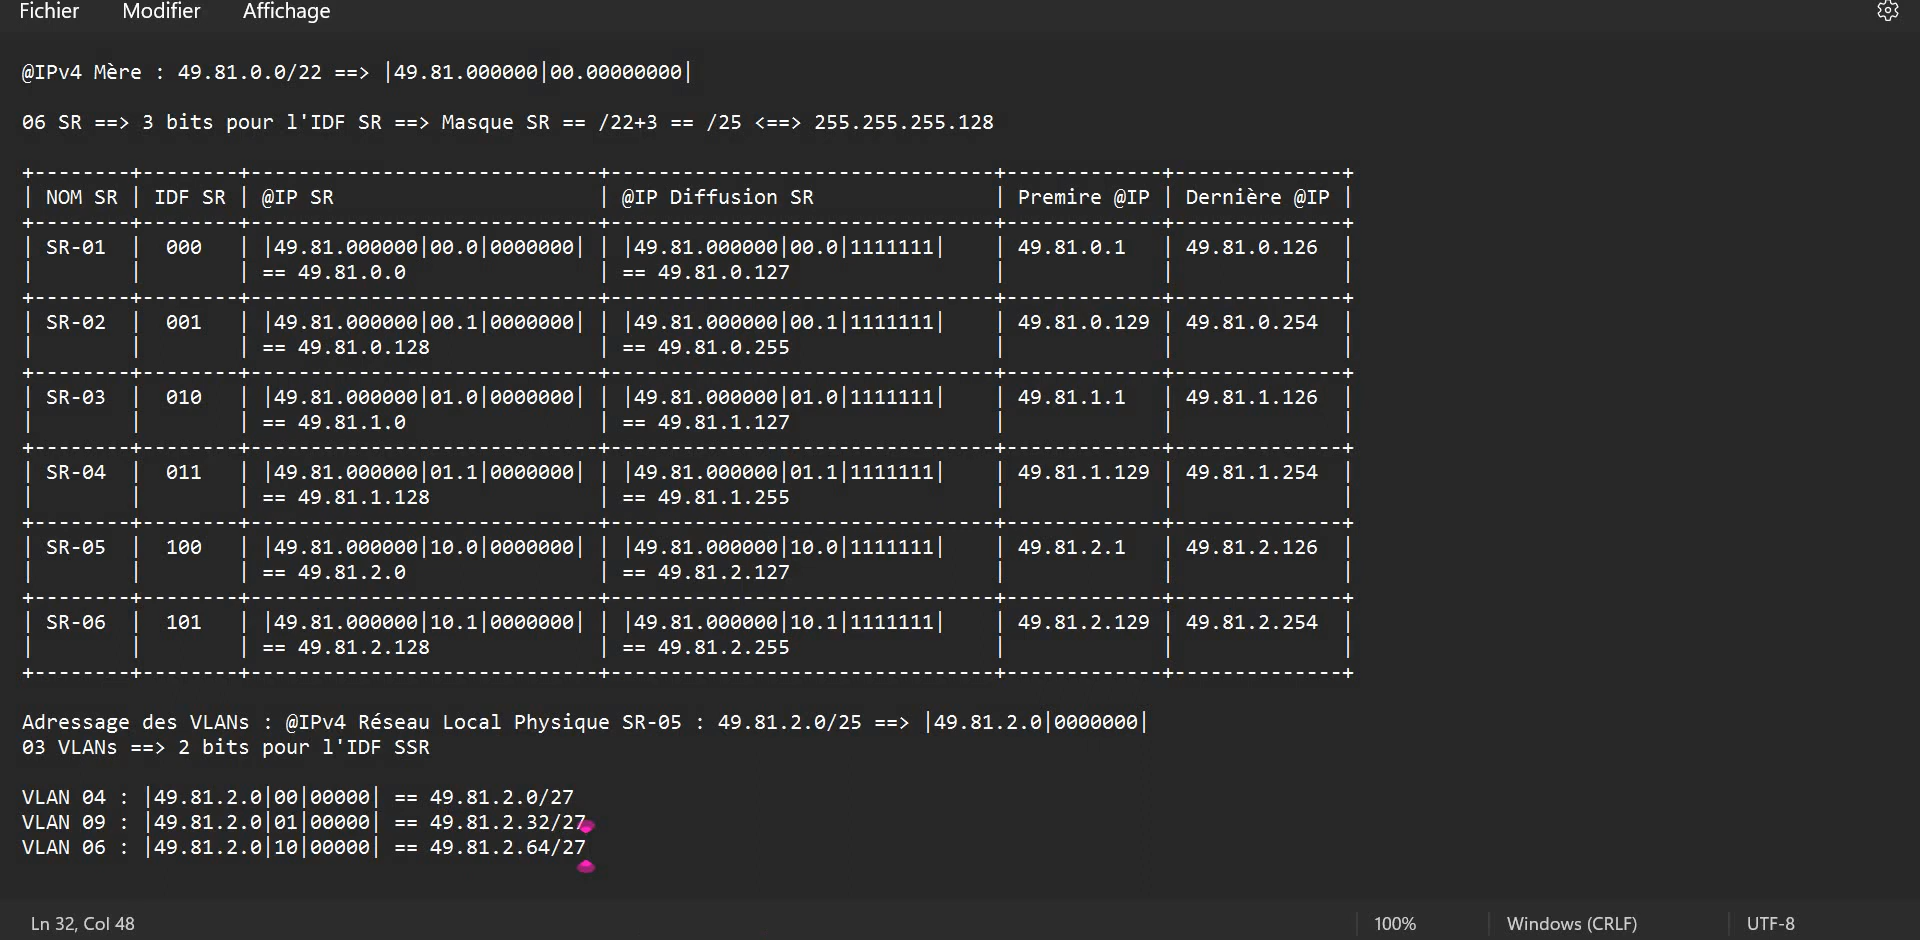 Fichier Modifier Affichage
@IPv4 Mère : 49.81.0.0/22 ==> |49.81.000000|00.00000000|
06 SR ==> 3 bits pour l'IDF SR ==> Masque SR == /22+3 == /25 <==> 255.255.255.128
+--------+--------+-----------------------------+--------------------------------+-------------+--------------+
| NOM SR | IDF SR | @IP SR                      | @IP Diffusion SR               | Premire @IP | Dernière @IP |
+--------+--------+-----------------------------+--------------------------------+-------------+--------------+
| SR-01  |  000   | |49.81.000000|00.0|0000000| | |49.81.000000|00.0|1111111|    | 49.81.0.1   | 49.81.0.126  |
|        |        | == 49.81.0.0                | == 49.81.0.127                 |             |              |
+--------+--------+-----------------------------+--------------------------------+-------------+--------------+
| SR-02  |  001   | |49.81.000000|00.1|0000000| | |49.81.000000|00.1|1111111|    | 49.81.0.129 | 49.81.0.254  |
|        |        | == 49.81.0.128              | == 49.81.0.255                 |             |              |
+--------+--------+-----------------------------+--------------------------------+-------------+--------------+
| SR-03  |  010   | |49.81.000000|01.0|0000000| | |49.81.000000|01.0|1111111|    | 49.81.1.1   | 49.81.1.126  |
|        |        | == 49.81.1.0                | == 49.81.1.127                 |             |              |
+--------+--------+-----------------------------+--------------------------------+-------------+--------------+
| SR-04  |  011   | |49.81.000000|01.1|0000000| | |49.81.000000|01.1|1111111|    | 49.81.1.129 | 49.81.1.254  |
|        |        | == 49.81.1.128              | == 49.81.1.255                 |             |              |
+--------+--------+-----------------------------+--------------------------------+-------------+--------------+
| SR-05  |  100   | |49.81.000000|10.0|0000000| | |49.81.000000|10.0|1111111|    | 49.81.2.1   | 49.81.2.126  |
|        |        | == 49.81.2.0                | == 49.81.2.127                 |             |              |
+--------+--------+-----------------------------+--------------------------------+-------------+--------------+
| SR-06  |  101   | |49.81.000000|10.1|0000000| | |49.81.000000|10.1|1111111|    | 49.81.2.129 | 49.81.2.254  |
|        |        | == 49.81.2.128              | == 49.81.2.255                 |             |              |
+--------+--------+-----------------------------+--------------------------------+-------------+--------------+
Adressage des VLANs : @IPv4 Réseau Local Physique SR-05 : 49.81.2.0/25 ==> |49.81.2.0|0000000|
03 VLANs ==> 2 bits pour l'IDF SSR
VLAN 04 : |49.81.2.0|00|00000| == 49.81.2.0/27
VLAN 09 : |49.81.2.0|01|00000| == 49.81.2.32/27
VLAN 06 : |49.81.2.0|10|00000| == 49.81.2.64/27
Ln 32, Col 48 100% Windows (CRLF) UTF-8